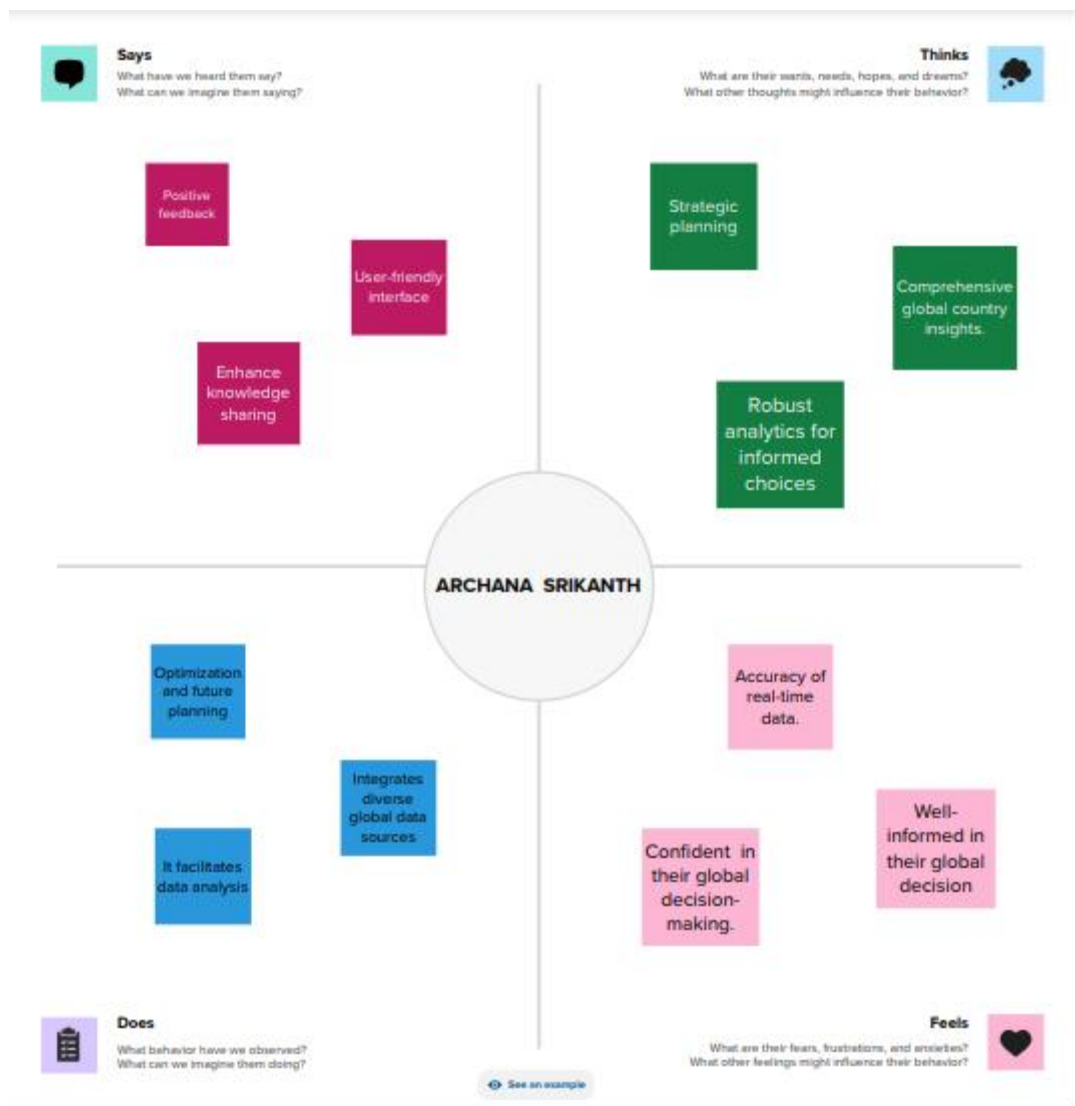 Says
What have we heard them say?
What can we imagine them saying?
Thinks
What are their wants, needs, hopes, and dreams?
What other thoughts might influence their behavior?
Positive
feedback
User-friendly
interface
Enhance
knowledge
sharing
Strategic
planning
Comprehensive
global country
insights.
Robust
analytics for
informed
choices
ARCHANA SRIKANTH
Optimization
and future
planning
Integrates
diverse
global data
sources
It facilitates
data analysis
Accuracy of
real-time
data.
Well-
informed in
their global
decision
Confident in
their global
decision-
making.
Does
What behavior have we observed?
What can we imagine them doing?
Feels
What are their fears, frustrations, and anxieties?
What other feelings might influence their behavior?
See an example